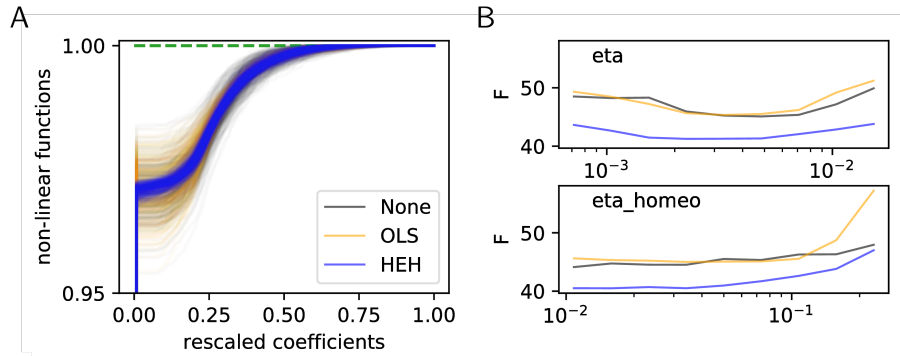 A
non-linear functions
1.00
0.95
0.00 0.25 0.50 0.75 1.00
rescaled coefficients
None
OLS
HEH
B
eta
F
50
40
10⁻³ 10⁻²
eta_homeo
F
50
40
10⁻² 10⁻¹